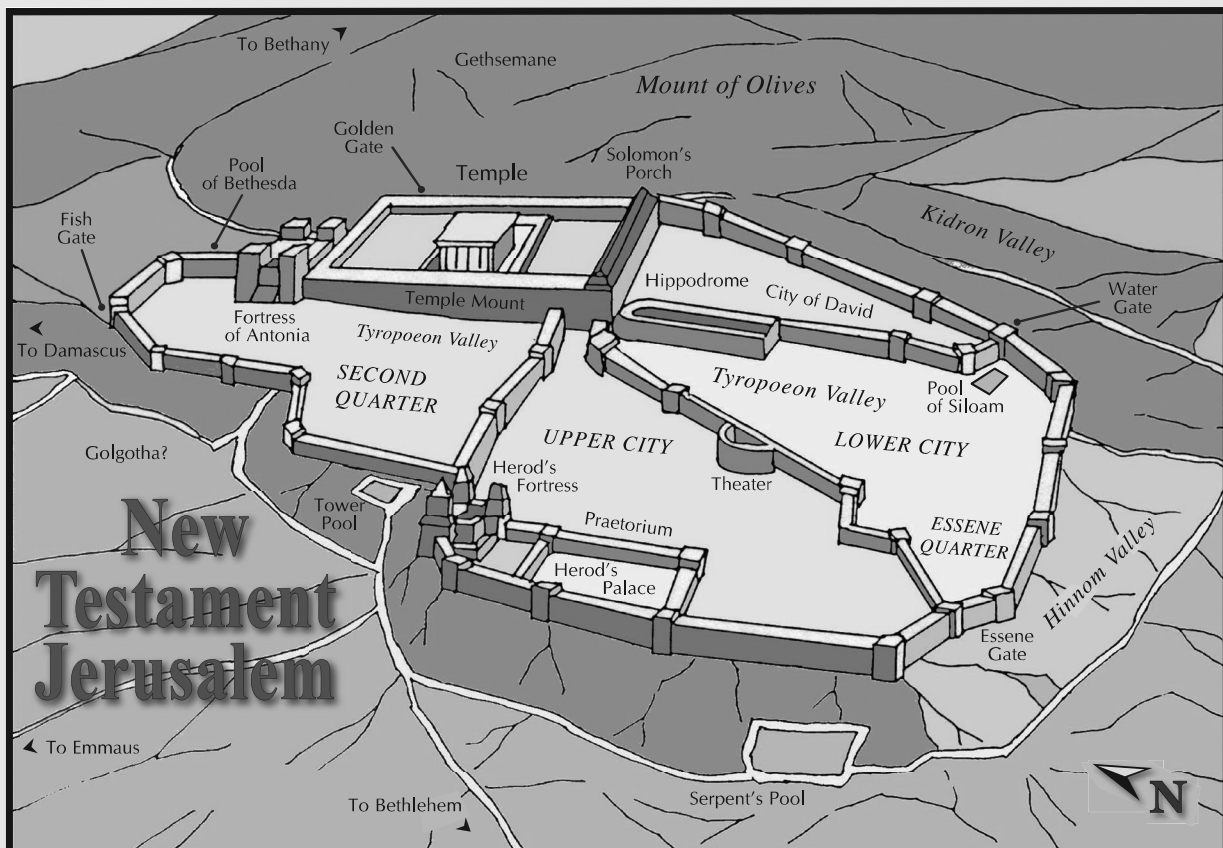 To Bethany
Gethsemane
Mount of Olives
Golden
Gate
Temple
Solomon's
Porch
Pool
of Bethesda
Fish
Gate
Kidron Valley
Hippodrome
City of David
Water
Gate
Temple Mount
Fortress
of Antonia
Tyropoeon Valley
To Damascus
SECOND
QUARTER
Tyropoeon Valley
Pool
of Siloam
UPPER CITY
LOWER CITY
Golgotha?
Herod's
Fortress
Theater
Tower
Pool
Praetorium
ESSENE
QUARTER
Herod's
Palace
Hinnom Valley
Essene
Gate
New
Testament
Jerusalem
To Emmaus
To Bethlehem
Serpent's Pool
N